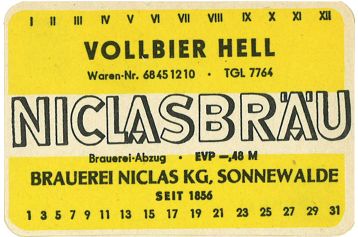 I II III IV V VI VII VIII IX X XI XII
VOLLBIER HELL
Waren-Nr. 68451210 · TGL 7764
NICLASBRÄU
Brauerei-Abzug · EVP —,48 M
BRAUEREI NICLAS KG, SONNEWALDE
SEIT 1856
1 3 5 7 9 11 13 15 17 19 21 23 25 27 29 31